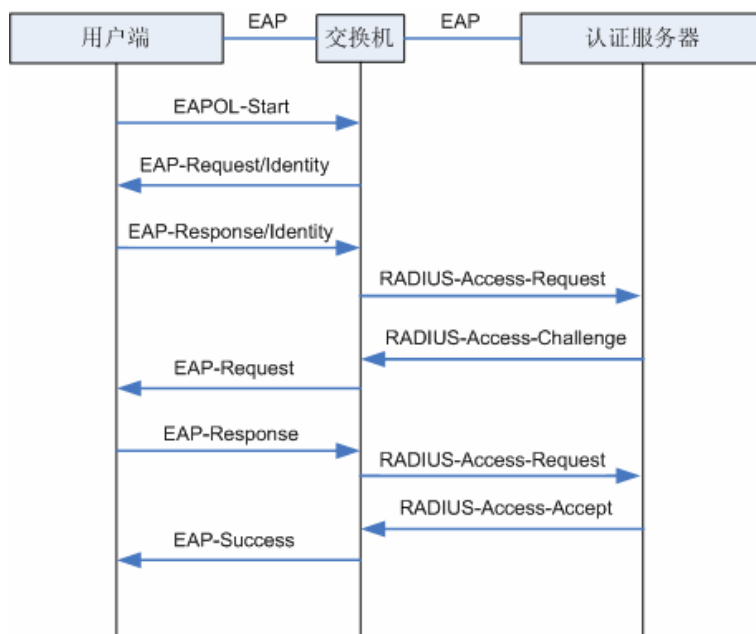 EAP
EAP
用户端
交换机
认证服务器
EAPOL-Start
EAP-Request/Identity
EAP-Response/Identity
RADIUS-Access-Request
RADIUS-Access-Challenge
EAP-Request
EAP-Response
RADIUS-Access-Request
RADIUS-Access-Accept
EAP-Success